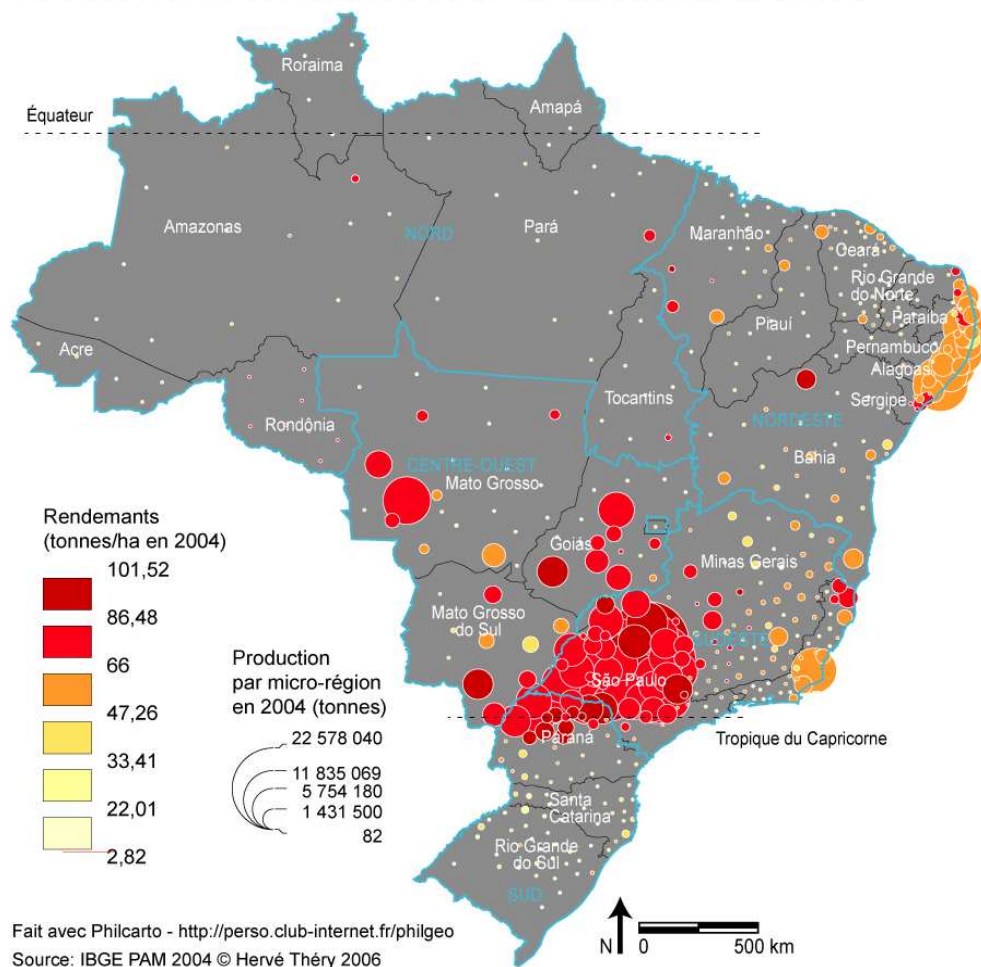 Équateur
Roraima
Amapá
Amazonas
NORD
Pará
Maranhão
Ceará
Rio Grande
do Norte
Paraiba
Piauí
Pernambuco
Alagoas
Sergipe
Acre
Tocantins
Rondônia
NORDESTE
Bahia
CENTRE-OUEST
Mato Grosso
Goiás
Minas Gerais
Mato Grosso
do Sul
São Paulo
Tropique du Capricorne
Paraná
Santa
Catarina
Rio Grande
do Sul
SUD
Rendemants
(tonnes/ha en 2004)
101,52
86,48
66
47,26
33,41
22,01
2,82
Production
par micro-région
en 2004 (tonnes)
22 578 040
11 835 069
5 754 180
1 431 500
82
Fait avec Philcarto - http://perso.club-internet.fr/philgeo
Source: IBGE PAM 2004 © Hervé Théry 2006
N
0 500 km